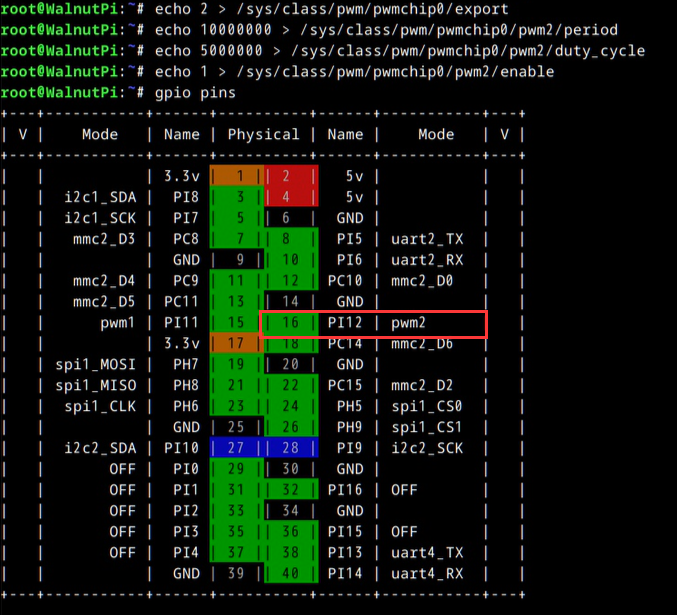 root@WalnutPi:~# echo 2 > /sys/class/pwm/pwmchip0/export
root@WalnutPi:~# echo 10000000 > /sys/class/pwm/pwmchip0/pwm2/period
root@WalnutPi:~# echo 5000000 > /sys/class/pwm/pwmchip0/pwm2/duty_cycle
root@WalnutPi:~# echo 1 > /sys/class/pwm/pwmchip0/pwm2/enable
root@WalnutPi:~# gpio pins
+---+----------+------+----++----+------+----------+---+
| V | Mode | Name | Physical | Name | Mode | V |
+---+----------+------+----++----+------+----------+---+
| | | 3.3v | 1 || 2 | 5v | | |
| | i2c1_SDA | PI8 | 3 || 4 | 5v | | |
| | i2c1_SCK | PI7 | 5 || 6 | GND | | |
| | mmc2_D3 | PC8 | 7 || 8 | PI5 | uart2_TX | |
| | | GND | 9 || 10 | PI6 | uart2_RX | |
| | mmc2_D4 | PC9 | 11 || 12 | PC10 | mmc2_D0 | |
| | mmc2_D5 | PC11 | 13 || 14 | GND | | |
| | pwm1 | PI11 | 15 || 16 | PI12 | pwm2 | |
| | | 3.3v | 17 || 18 | PC14 | mmc2_D6 | |
| | spi1_MOSI | PH7 | 19 || 20 | GND | | |
| | spi1_MISO | PH8 | 21 || 22 | PC15 | mmc2_D2 | |
| | spi1_CLK | PH6 | 23 || 24 | PH5 | spi1_CS0 | |
| | | GND | 25 || 26 | PH9 | spi1_CS1 | |
| | i2c2_SDA | PI10 | 27 || 28 | PI9 | i2c2_SCK | |
| | OFF | PI0 | 29 || 30 | GND | | |
| | OFF | PI1 | 31 || 32 | PI16 | OFF | |
| | OFF | PI2 | 33 || 34 | GND | | |
| | OFF | PI3 | 35 || 36 | PI15 | OFF | |
| | OFF | PI4 | 37 || 38 | PI13 | uart4_TX | |
| | | GND | 39 || 40 | PI14 | uart4_RX | |
+---+----------+------+----++----+------+----------+---+